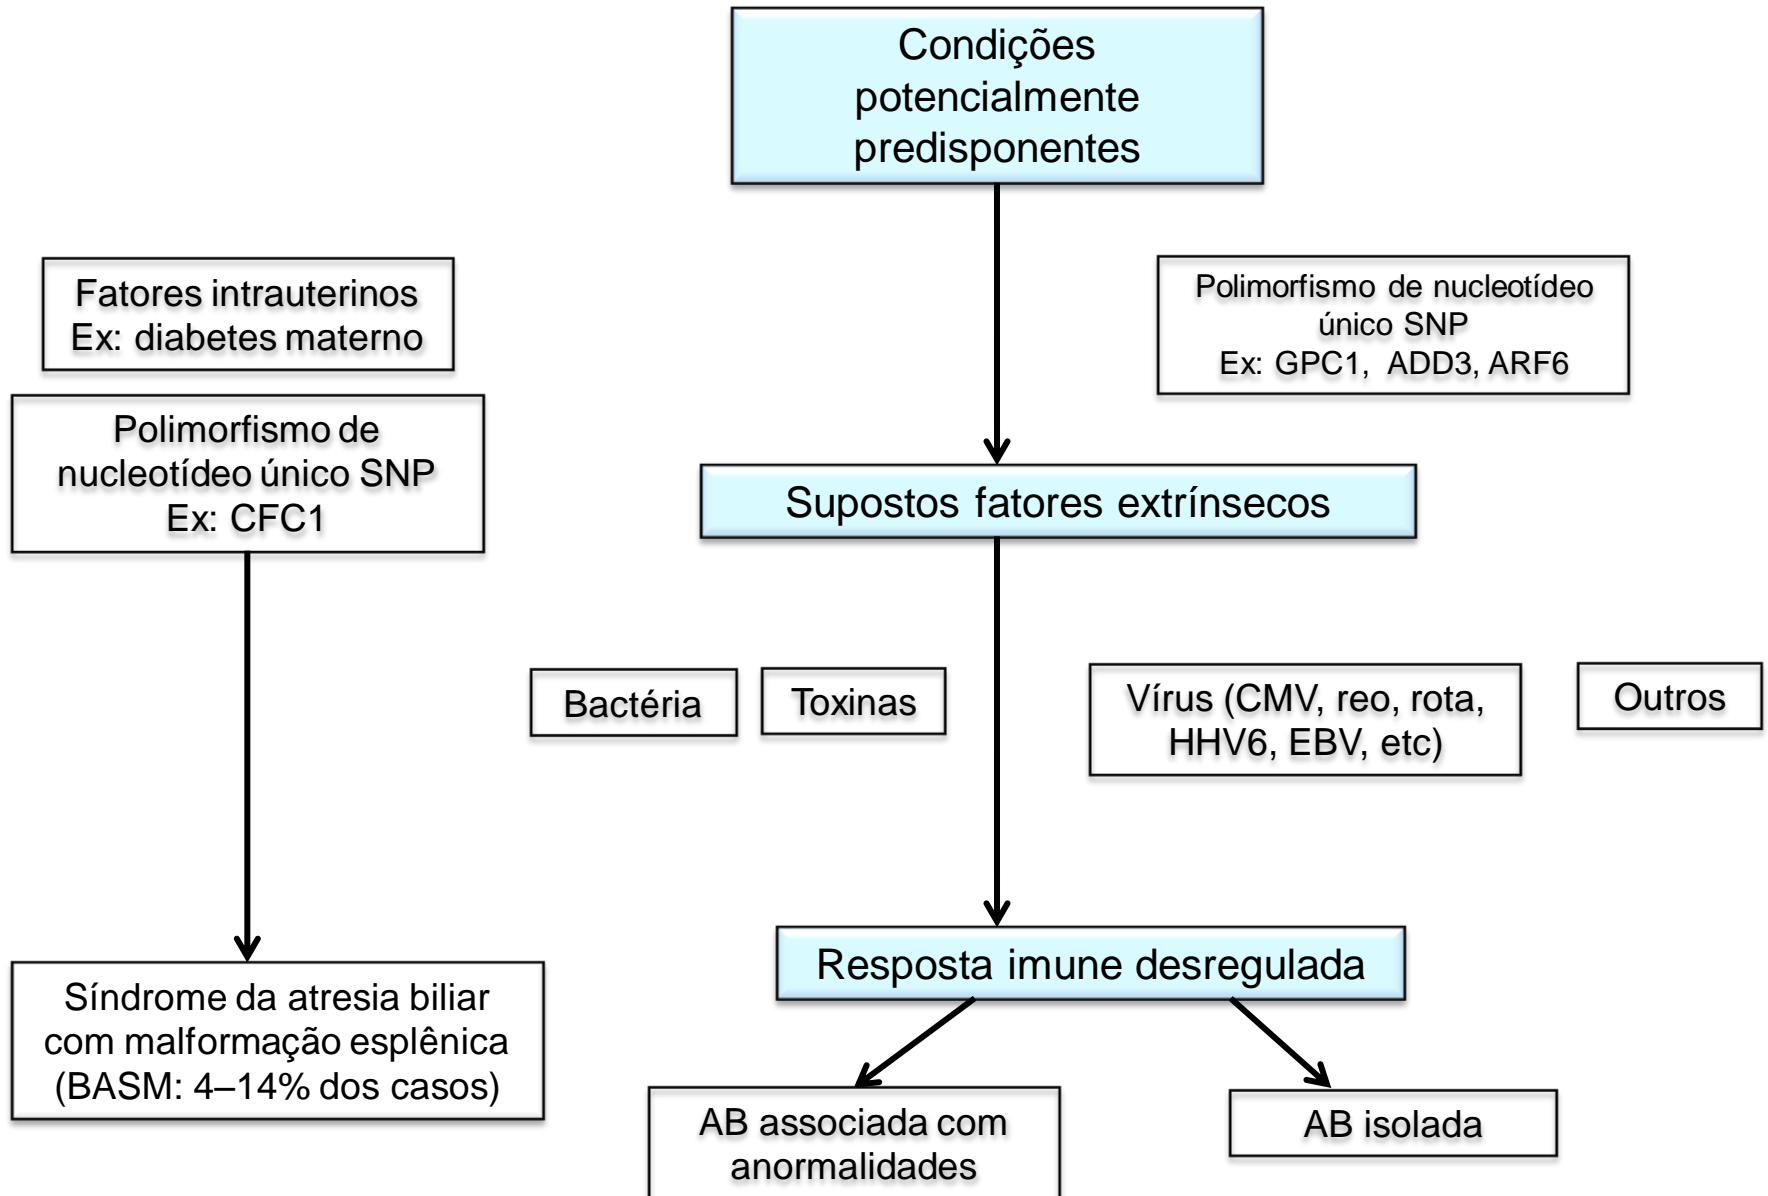 Condições
potencialmente
predisponentes
Fatores intrauterinos
Ex: diabetes materno
Polimorfismo de nucleotídeo
único SNP
Ex: GPC1, ADD3, ARF6
Polimorfismo de
nucleotídeo único SNP
Ex: CFC1
Supostos fatores extrínsecos
Bactéria
Toxinas
Vírus (CMV, reo, rota,
HHV6, EBV, etc)
Outros
Resposta imune desregulada
Síndrome da atresia biliar
com malformação esplênica
(BASM: 4–14% dos casos)
AB associada com
anormalidades
AB isolada